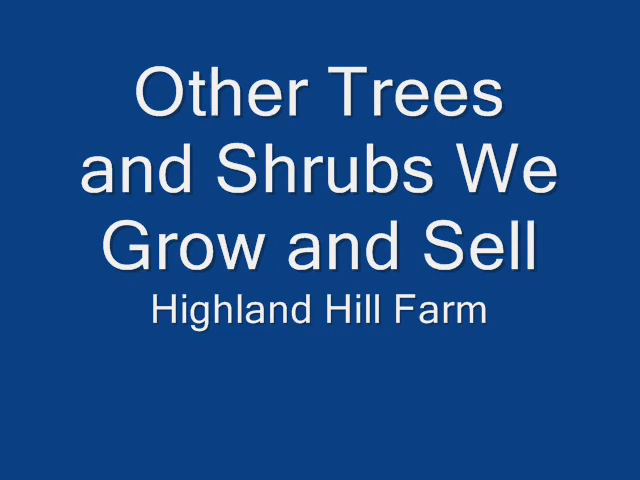 Other Trees
and Shrubs We
Grow and Sell
Highland Hill Farm